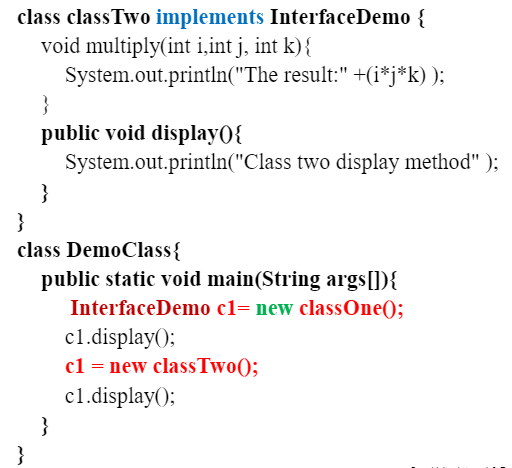 class classTwo implements InterfaceDemo {
void multiply(int i,int j, int k){
System.out.println("The result:" +(i*j*k) );
}
public void display(){
System.out.println("Class two display method" );
}
}
class DemoClass{
public static void main(String args[]){
InterfaceDemo c1= new classOne();
c1.display();
c1 = new classTwo();
c1.display();
}
}